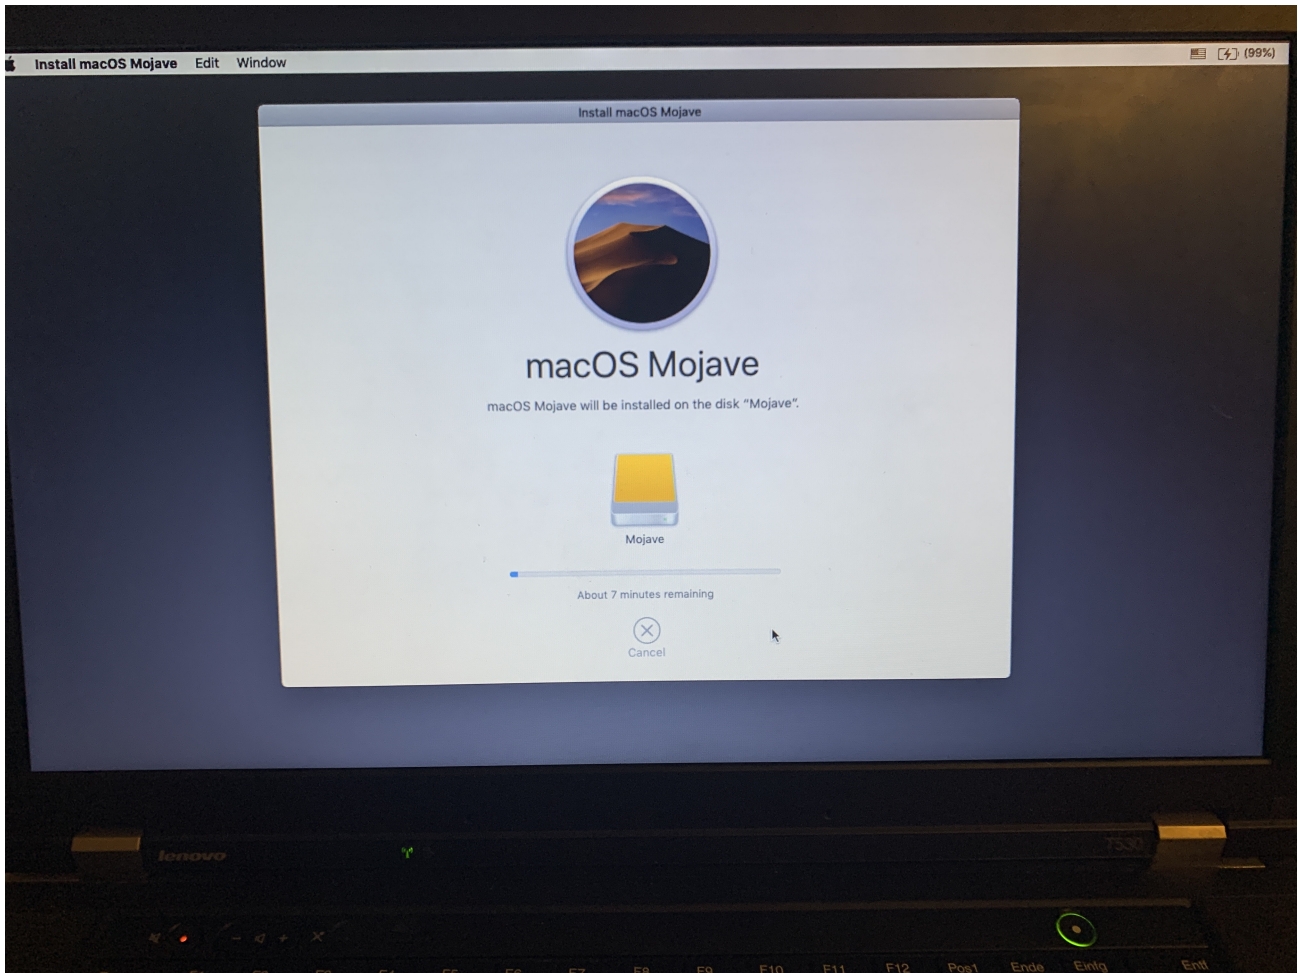 Install macOS Mojave Edit Window (99%)
Install macOS Mojave
macOS Mojave
macOS Mojave will be installed on the disk “Mojave”.
Mojave
About 7 minutes remaining
Cancel
lenovo
T530
F7 F8 F9 F10 F11 F12 Pos1 Ende Einfg Entf